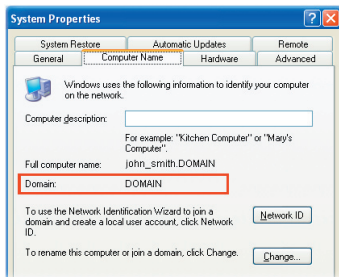 System Properties
System Restore Automatic Updates Remote
General Computer Name Hardware Advanced
Windows uses the following information to identify your computer
on the network.
Computer description:
For example: "Kitchen Computer" or "Mary's
Computer".
Full computer name: john_smith.DOMAIN
Domain: DOMAIN
To use the Network Identification Wizard to join a
domain and create a local user account, click Network
ID.
Network ID
To rename this computer or join a domain, click Change.
Change...